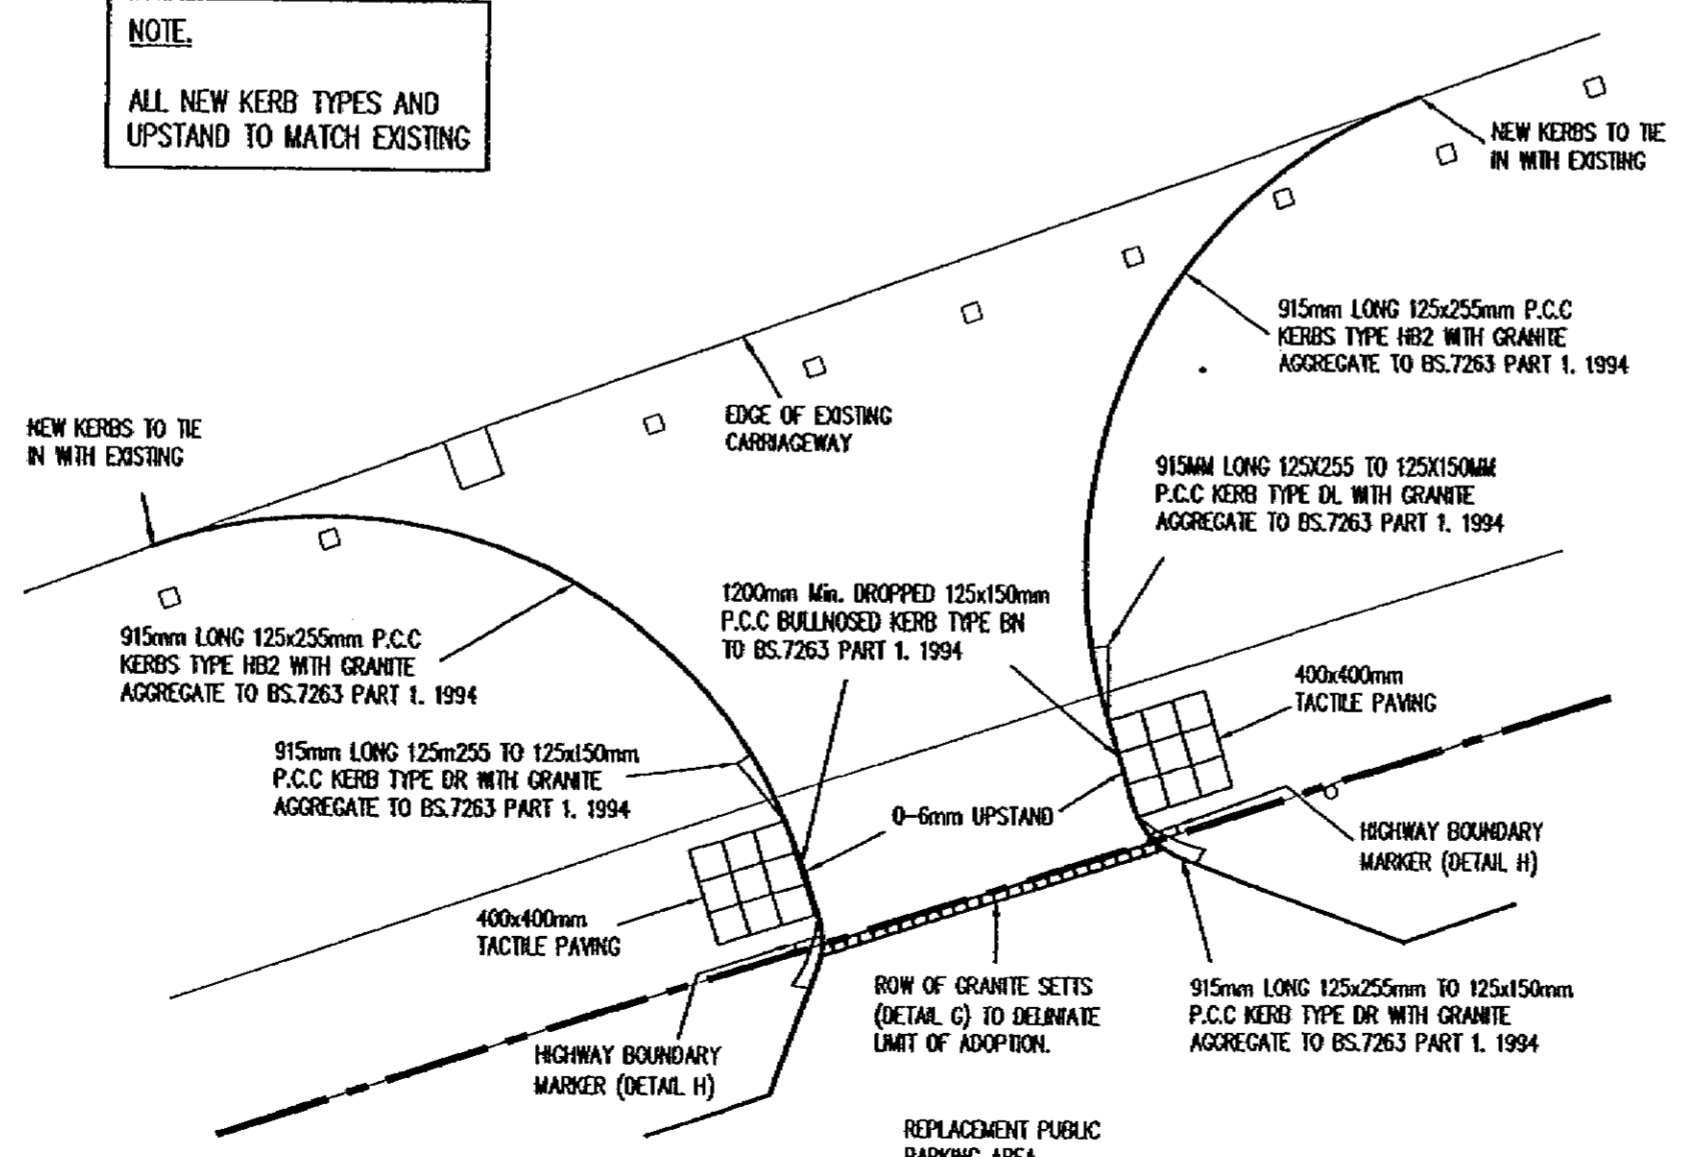 NOTE.
ALL NEW KERB TYPES AND
UPSTAND TO MATCH EXISTING
NEW KERBS TO TIE
IN WITH EXISTING
915mm LONG 125x255mm P.C.C
KERBS TYPE HB2 WITH GRANITE
AGGREGATE TO BS.7263 PART 1. 1994
EDGE OF EXISTING
CARRIAGEWAY
NEW KERBS TO TIE
IN WITH EXISTING
915MM LONG 125X255 TO 125X150MM
P.C.C KERB TYPE DL WITH GRANITE
AGGREGATE TO BS.7263 PART 1. 1994
1200mm Min. DROPPED 125x150mm
P.C.C BULLNOSED KERB TYPE BN
TO BS.7263 PART 1. 1994
915mm LONG 125x255mm P.C.C
KERBS TYPE HB2 WITH GRANITE
AGGREGATE TO BS.7263 PART 1. 1994
400x400mm
TACTILE PAVING
915mm LONG 125m255 TO 125x150mm
P.C.C KERB TYPE DR WITH GRANITE
AGGREGATE TO BS.7263 PART 1. 1994
0-6mm UPSTAND
HIGHWAY BOUNDARY
MARKER (DETAIL H)
400x400mm
TACTILE PAVING
ROW OF GRANITE SETTS
(DETAIL G) TO DELINIATE
LIMIT OF ADOPTION.
915mm LONG 125x255mm TO 125x150mm
P.C.C KERB TYPE DR WITH GRANITE
AGGREGATE TO BS.7263 PART 1. 1994
HIGHWAY BOUNDARY
MARKER (DETAIL H)
REPLACEMENT PUBLIC
PARKING AREA